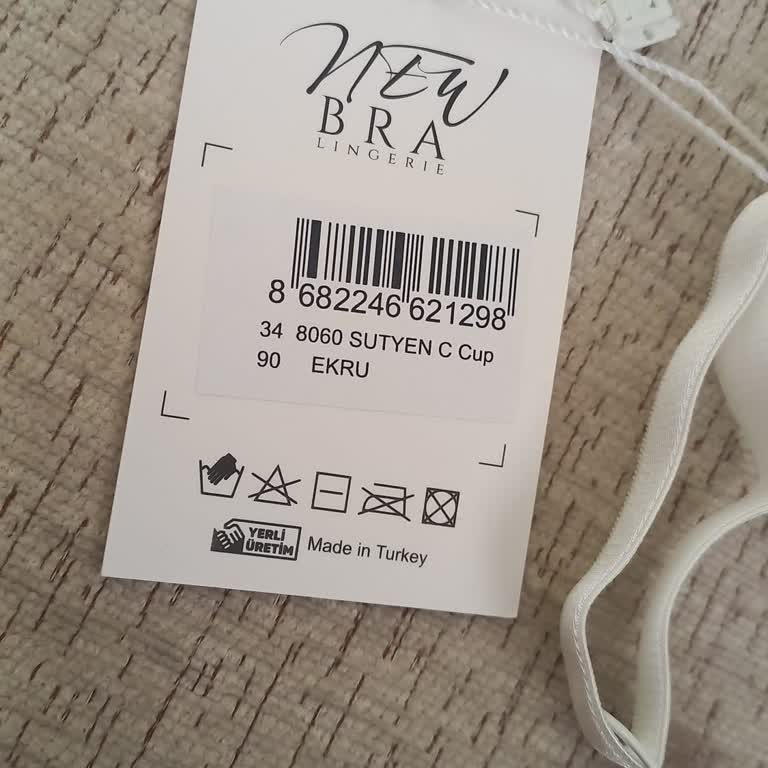 NEW
BRA
LINGERIE
8 682246 621298
34 8060 SUTYEN C Cup
90 EKRU
YERLİ
ÜRETİM
Made in Turkey